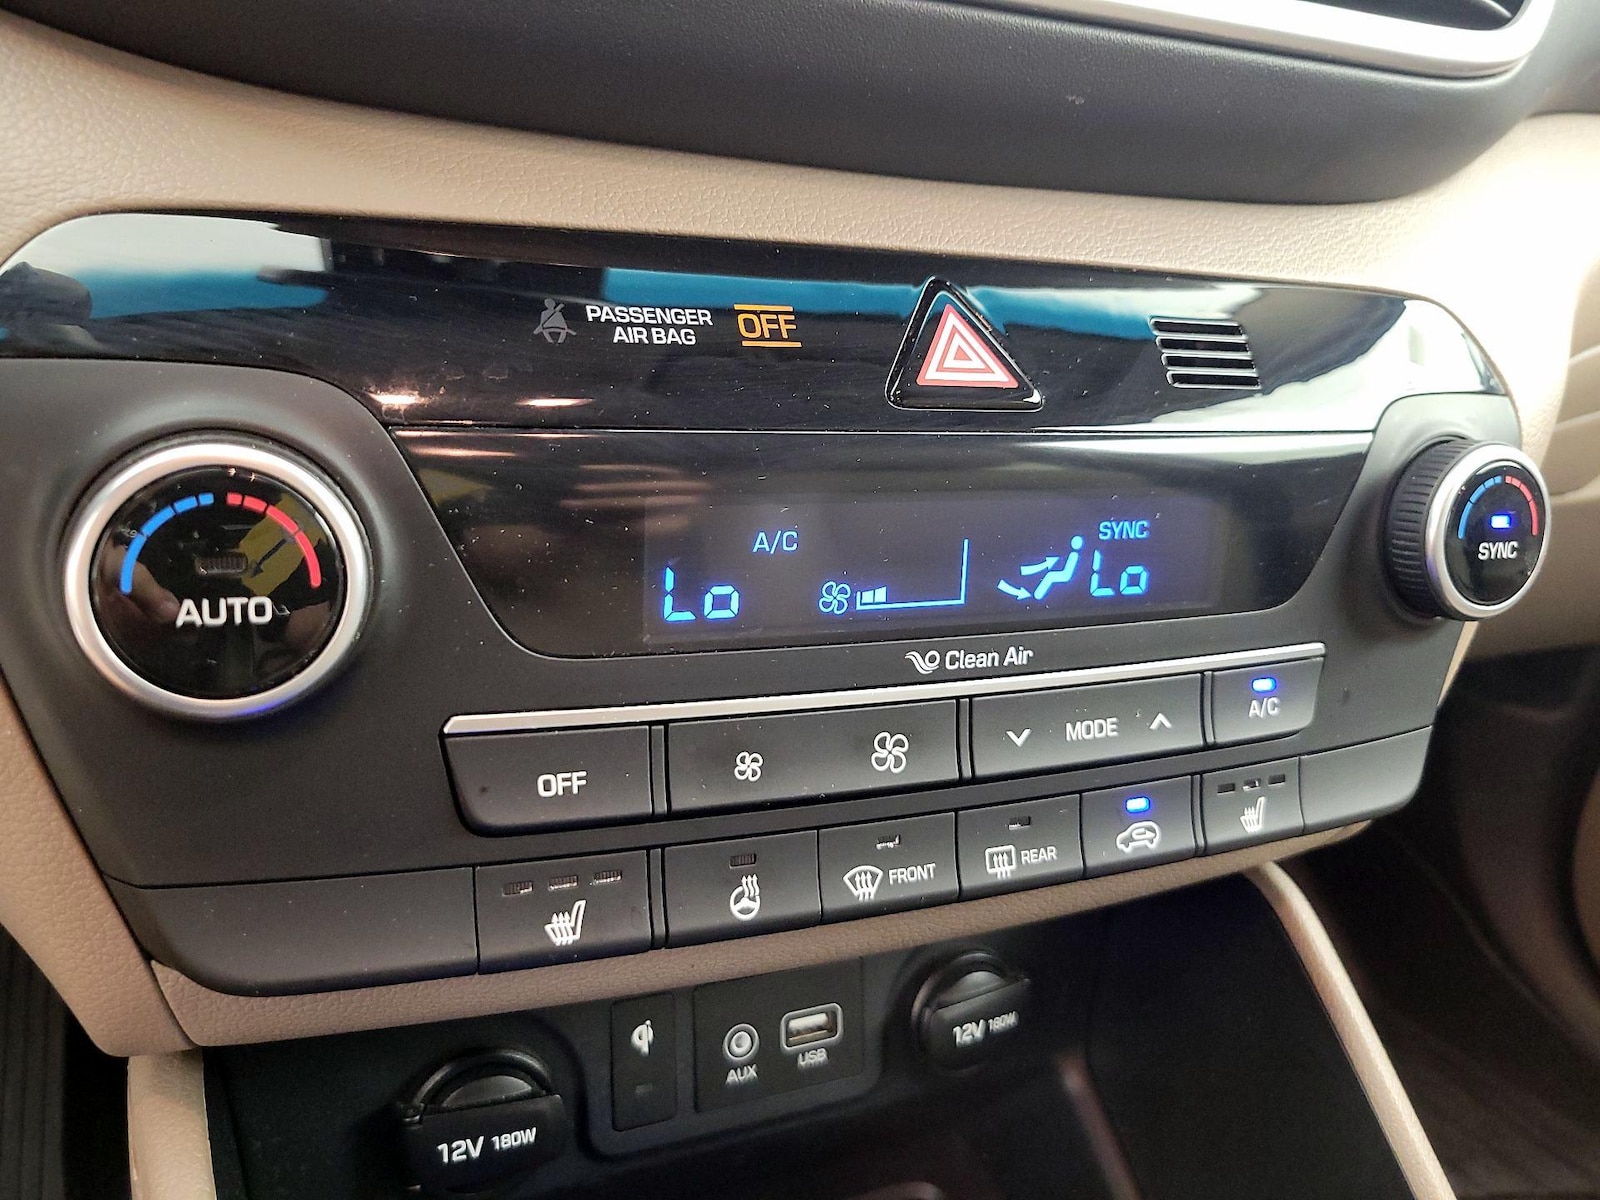 PASSENGER
AIR BAG
OFF
A/C
SYNC
Lo
Lo
AUTO
SYNC
Clean Air
OFF
MODE
A/C
FRONT
REAR
AUX
USB
12V 180W
12V 180W